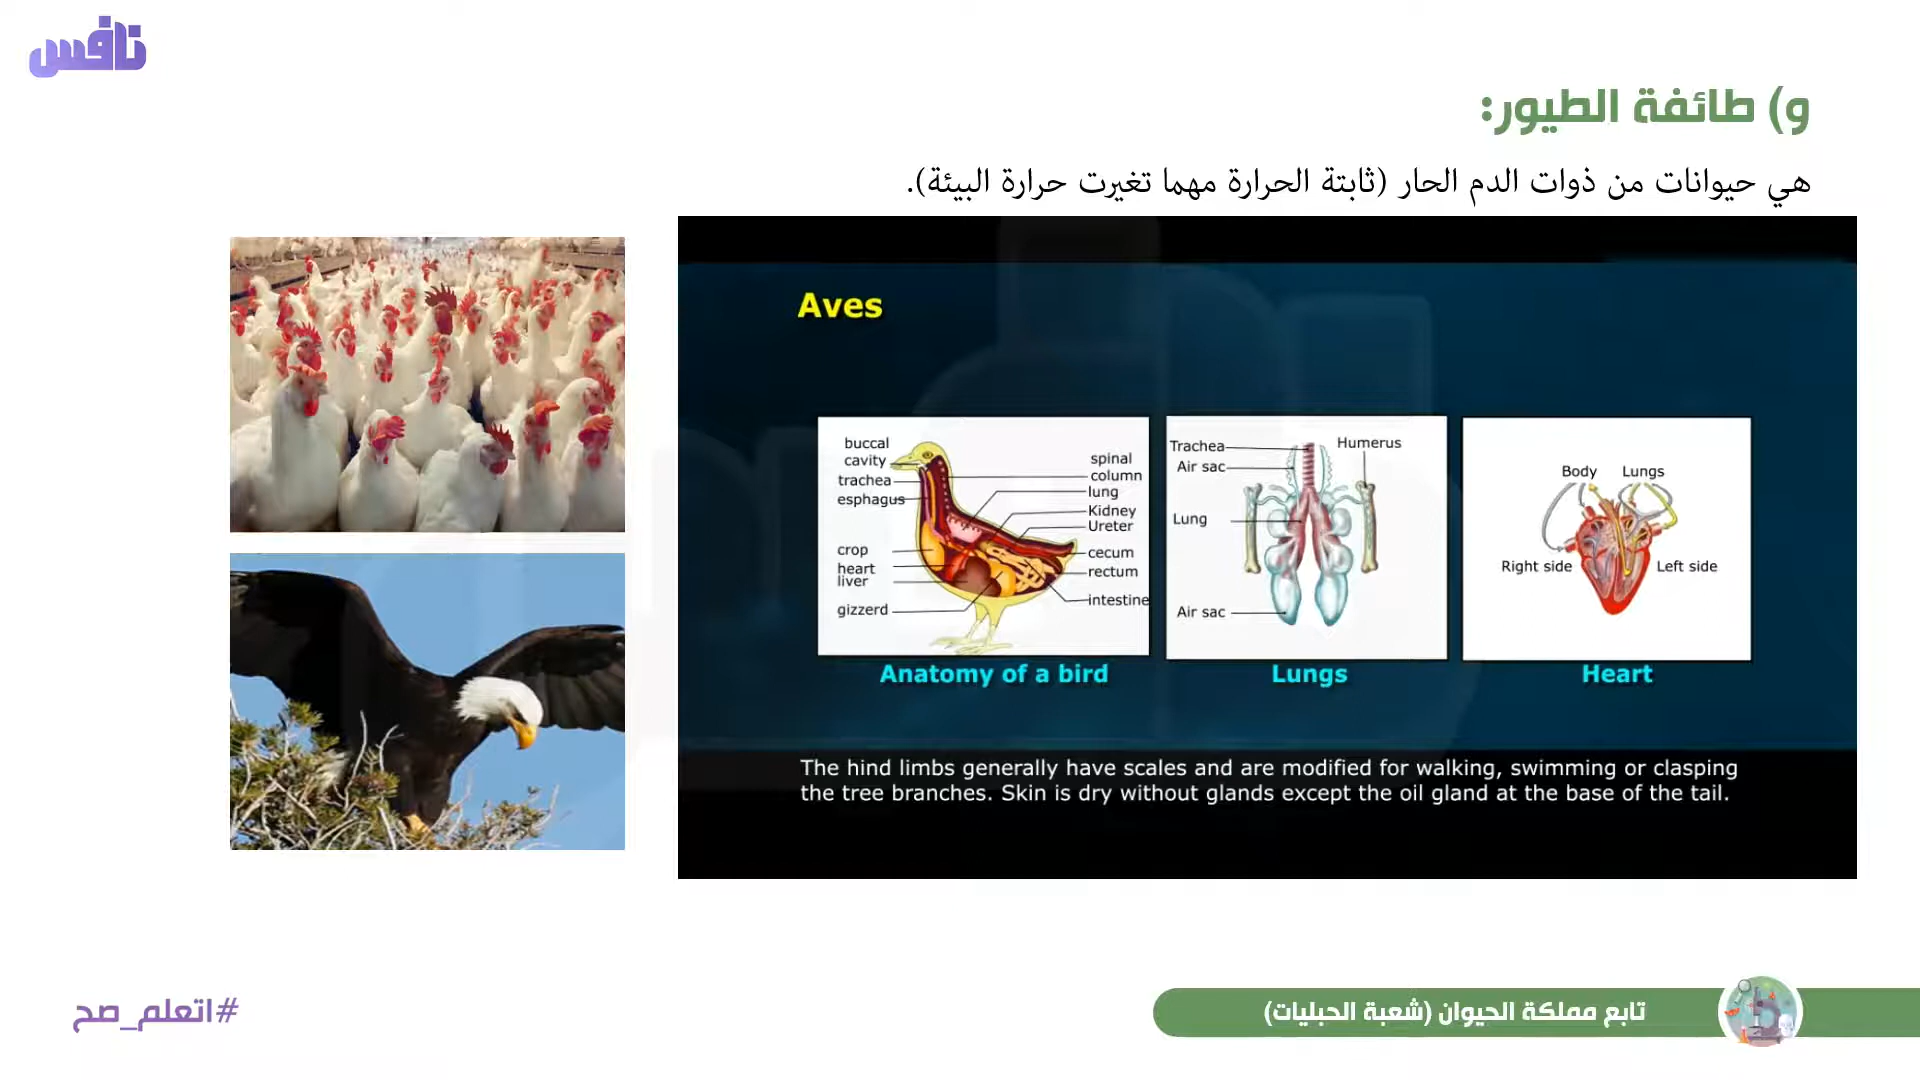 نافس
و) طائفة الطيور:
هي حيوانات من ذوات الدم الحار (ثابتة الحرارة مهما تغيرت حرارة البيئة).
Aves
buccal
cavity
trachea
esphagus
crop
heart
liver
gizzerd
spinal
column
lung
Kidney
Ureter
cecum
rectum
intestine
Anatomy of a bird
Trachea
Air sac
Humerus
Lung
Air sac
Lungs
Body Lungs
Right side Left side
Heart
The hind limbs generally have scales and are modified for walking, swimming or clasping
the tree branches. Skin is dry without glands except the oil gland at the base of the tail.
تابع مملكة الحيوان (شعبة الحبليات)
#اتعلم_صح